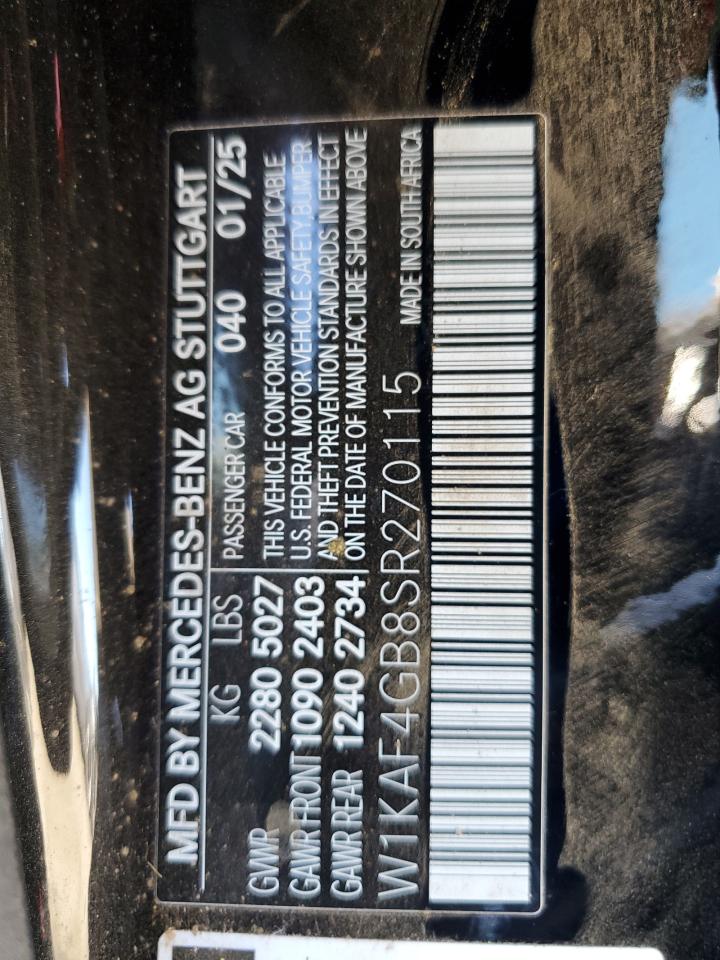 MFD BY MERCEDES-BENZ AG STUTTGART
KG LBS PASSENGER CAR 040 01/25
GWR 2280 5027 THIS VEHICLE CONFORMS TO ALL APPLICABLE
GAWR FRONT 1090 2403 U.S. FEDERAL MOTOR VEHICLE SAFETY, BUMPER
GAWR REAR 1240 2734 AND THEFT PREVENTION STANDARDS IN EFFECT
ON THE DATE OF MANUFACTURE SHOWN ABOVE
W1KAF4GB8SR270115 MADE IN SOUTH AFRICA